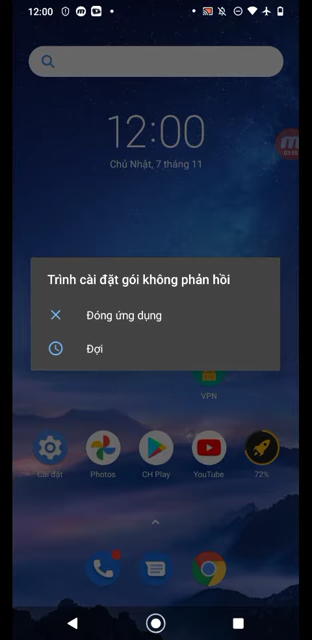 12:00
12:00
Chủ Nhật, 7 tháng 11
Trình cài đặt gói không phản hồi
Đóng ứng dụng
Đợi
VPN
Cài đặt
Photos
CH Play
YouTube
72%